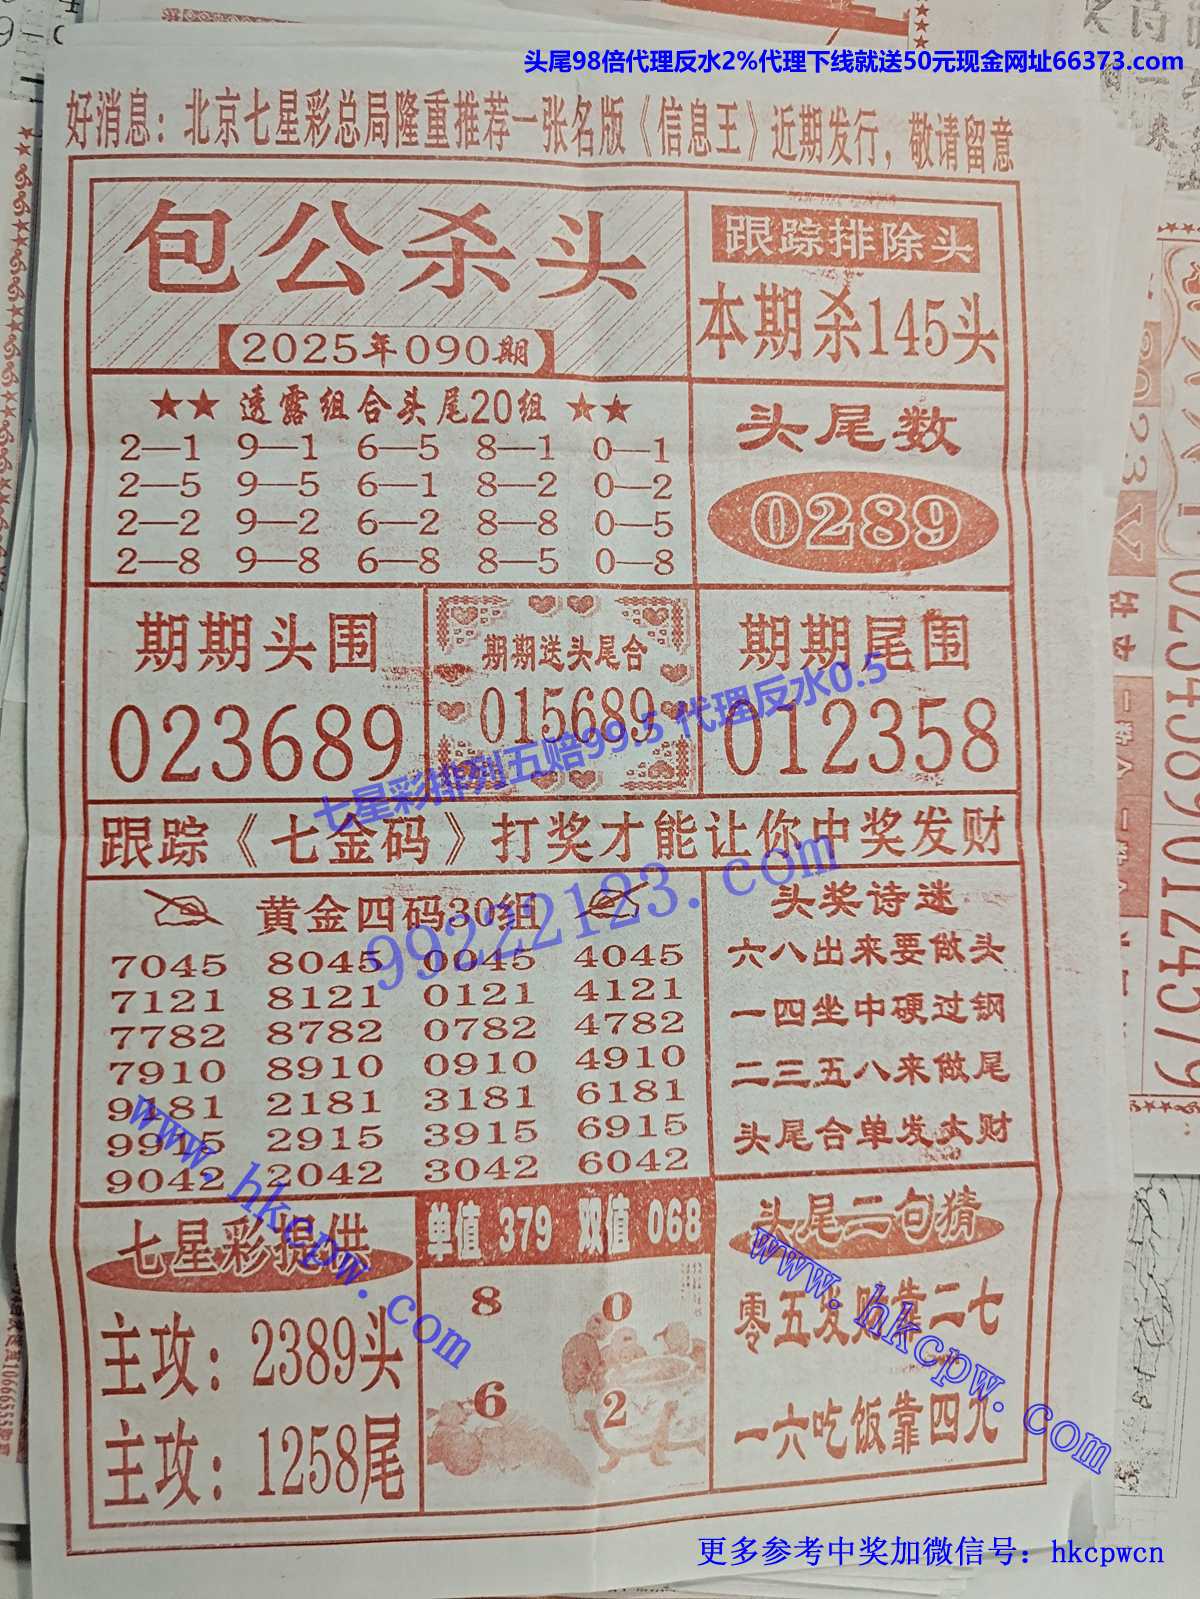 头尾98倍代理反水2%代理下线就送50元现金网址66373.com
好消息：北京七星彩总局隆重推荐一张名版《信息王》近期发行，敬请留意
包公杀头
2025年090期
跟踪排除头
本期杀145头
★★ 透露组合头尾20组 ★★
2—1 9—1 6—5 8—1 0—1
2—5 9—5 6—1 8—2 0—2
2—2 9—2 6—2 8—8 0—5
2—8 9—8 6—8 8—5 0—8
头尾数
0289
期期头围
023689
期期送头尾合
015689
期期尾围
012358
七星彩排列五赔99.5 代理反水0.5
跟踪《七金码》打奖才能让你中奖发财
黄金四码30组
99222123.com
7045 8045 0045 4045
7121 8121 0121 4121
7782 8782 0782 4782
7910 8910 0910 4910
9181 2181 3181 6181
9915 2915 3915 6915
9042 2042 3042 6042
头奖诗迷
六八出来要做头
一四坐中硬过钢
二三五八来做尾
头尾合单发大财
www.hkcpw.com
七星彩提供
主攻：2389头
主攻：1258尾
单值 379 双值 068
8 0
6 2
头尾二句猜
www.hkcpw.com
零五发财靠二七
一六吃饭靠四九
更多参考中奖加微信号：hkcpwcn